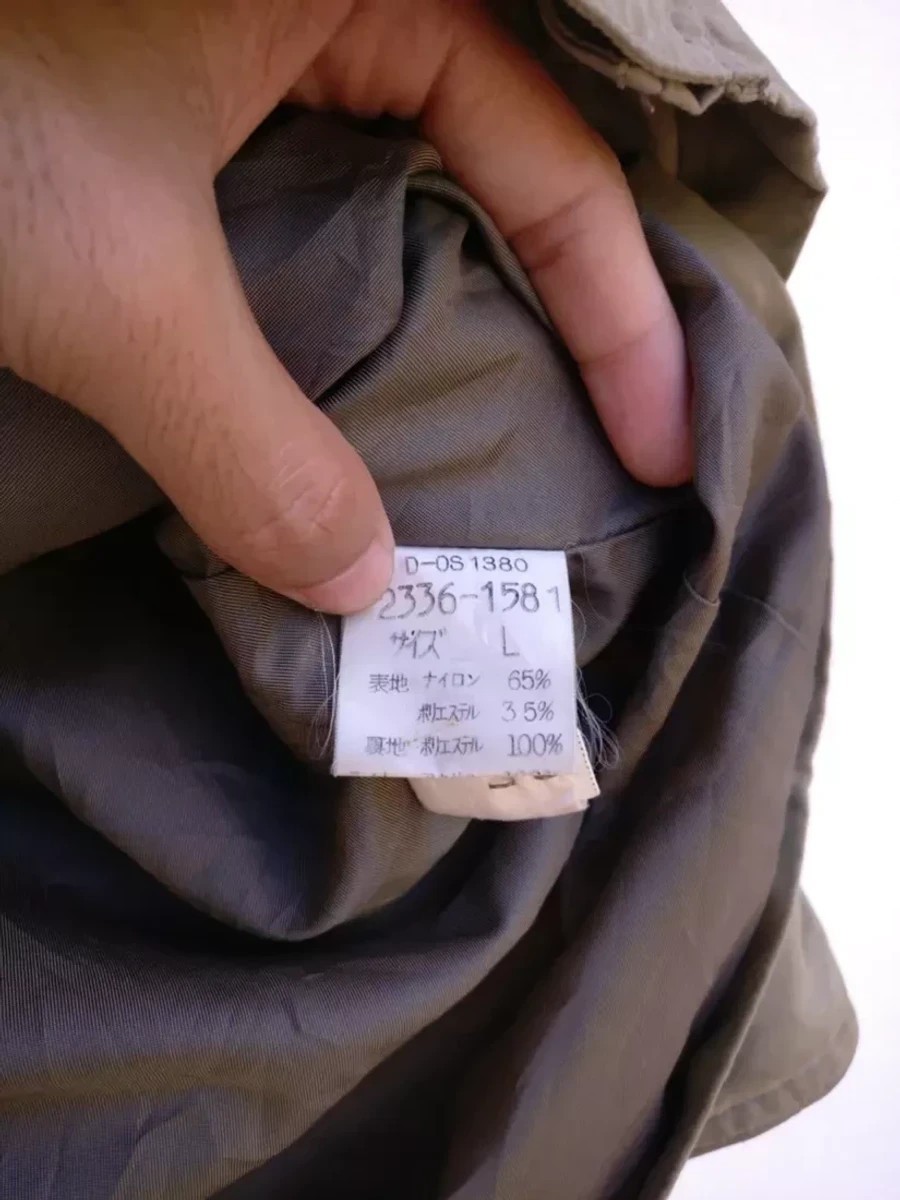 D-OS1380
2336-1581
サイズ L
表地 ナイロン 65%
ポリエステル 35%
裏地 ポリエステル 100%